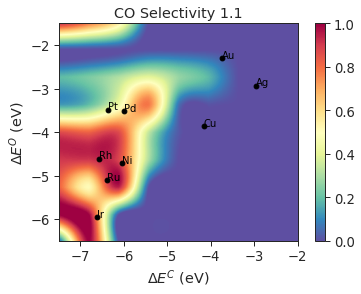 CO Selectivity 1.1
Au
Ag
Pt
Pd
Cu
Rh
Ni
Ru
Ir
−2
−3
−4
−5
−6
ΔE^O (eV)
−7
−6
−5
−4
−3
−2
ΔE^C (eV)
1.0
0.8
0.6
0.4
0.2
0.0